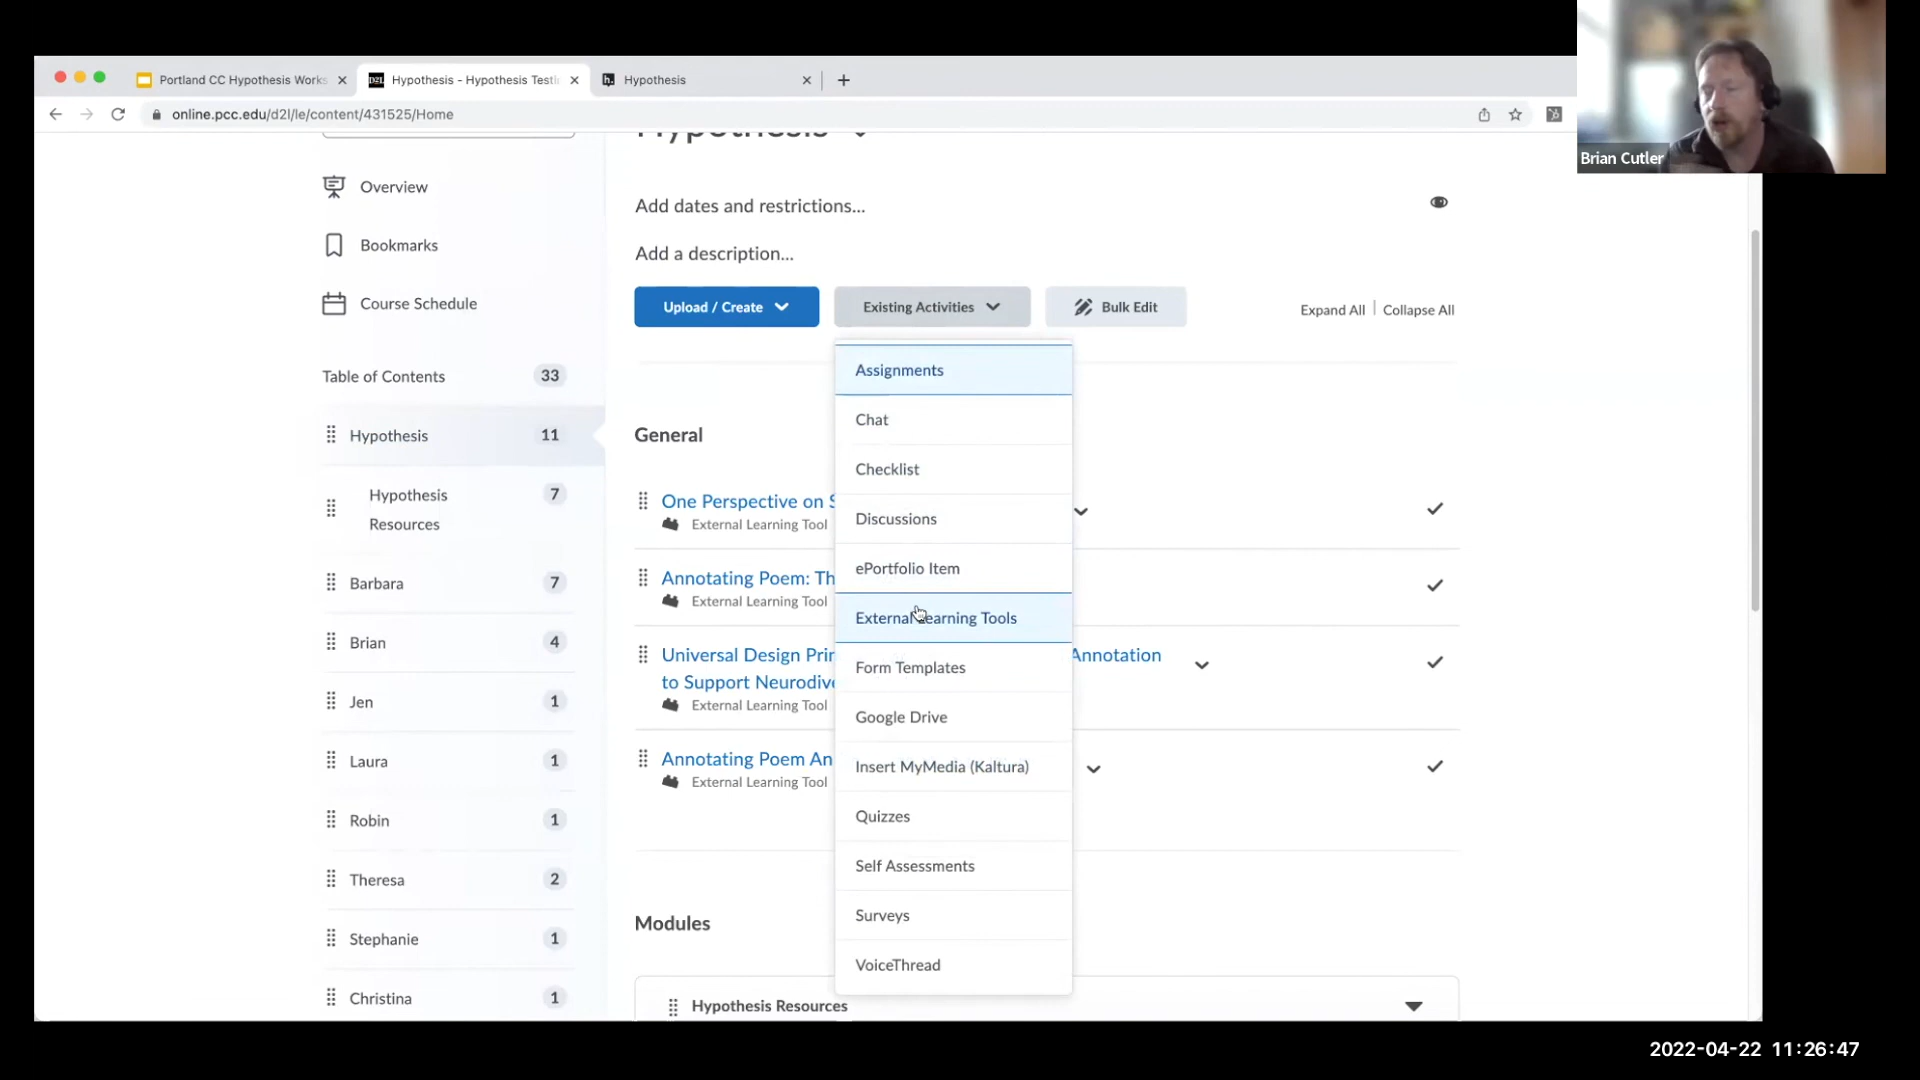 Portland CC Hypothesis Works
Hypothesis - Hypothesis Testi
Hypothesis
online.pcc.edu/d2l/le/content/431525/Home
Brian Cutler
Hypothesis
Overview
Bookmarks
Course Schedule
Table of Contents 33
Hypothesis 11
Hypothesis 7
Resources
Barbara 7
Brian 4
Jen 1
Laura 1
Robin 1
Theresa 2
Stephanie 1
Christina 1
Add dates and restrictions...
Add a description...
Upload / Create
Existing Activities
Bulk Edit
Expand All
Collapse All
Assignments
Chat
Checklist
Discussions
ePortfolio Item
External Learning Tools
Form Templates
Google Drive
Insert MyMedia (Kaltura)
Quizzes
Self Assessments
Surveys
VoiceThread
General
One Perspective on S
External Learning Tool
Annotating Poem: Th
External Learning Tool
Universal Design Prin Annotation
to Support Neurodive
External Learning Tool
Annotating Poem An
External Learning Tool
Modules
Hypothesis Resources
2022-04-22 11:26:47